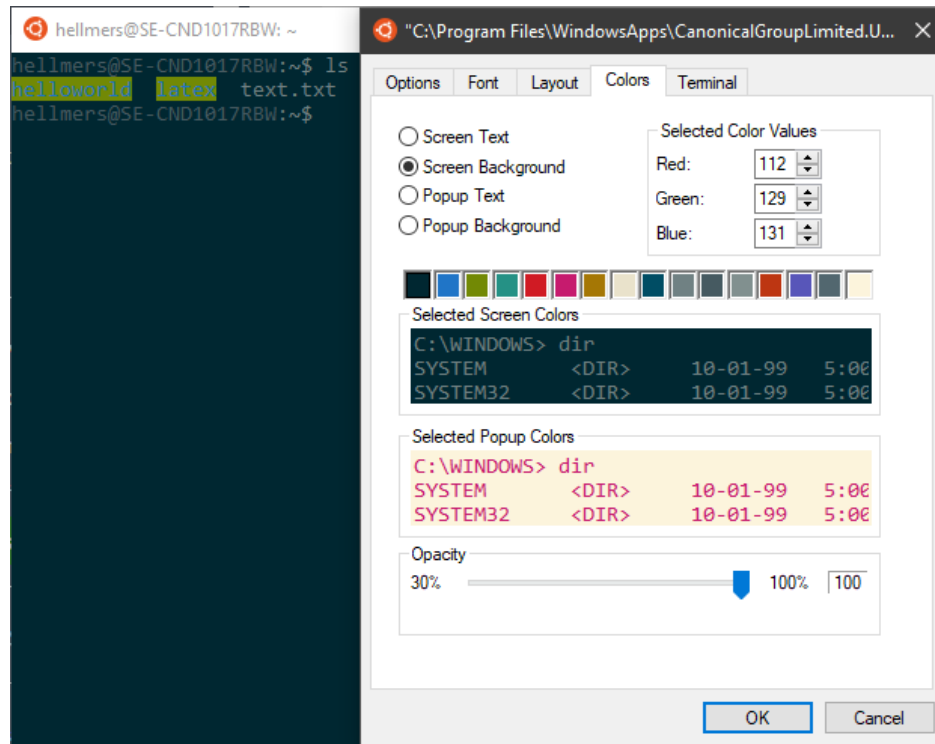 hellmers@SE-CND1017RBW: ~
hellmers@SE-CND1017RBW:~$ ls
helloworld latex text.txt
hellmers@SE-CND1017RBW:~$
"C:\Program Files\WindowsApps\CanonicalGroupLimited.U...
Options Font Layout Colors Terminal
Screen Text
Screen Background
Popup Text
Popup Background
Selected Color Values
Red: 112
Green: 129
Blue: 131
Selected Screen Colors
C:\WINDOWS> dir
SYSTEM <DIR> 10-01-99 5:00
SYSTEM32 <DIR> 10-01-99 5:00
Selected Popup Colors
C:\WINDOWS> dir
SYSTEM <DIR> 10-01-99 5:00
SYSTEM32 <DIR> 10-01-99 5:00
Opacity
30% 100% 100
OK Cancel